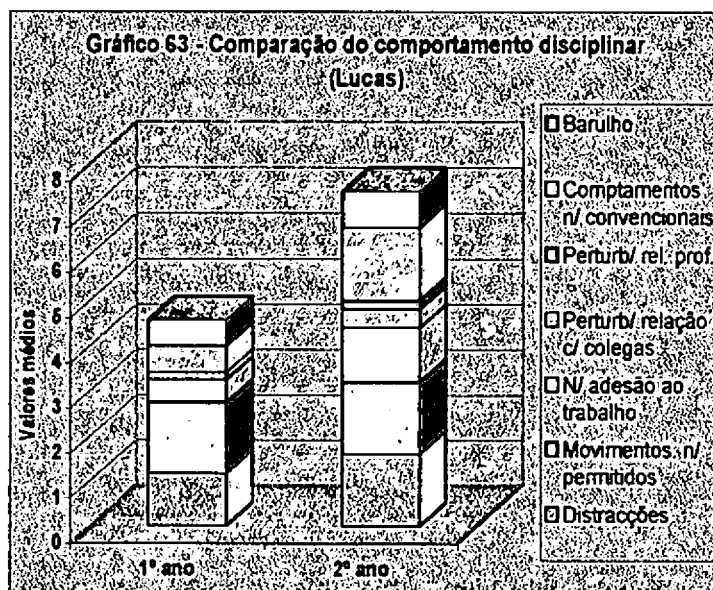 Gráfico 63 - Comparação do comportamento disciplinar
(Lucas)
Valores médios
8
7
6
5
4
3
2
1
0
1º ano
2º ano
Barulho
Comptamentos
n/ convencionais
Perturb/ rel. prof.
Perturb/ relação
c/ colegas
N/ adesão ao
trabalho
Movimentos n/
permitidos
Distracções